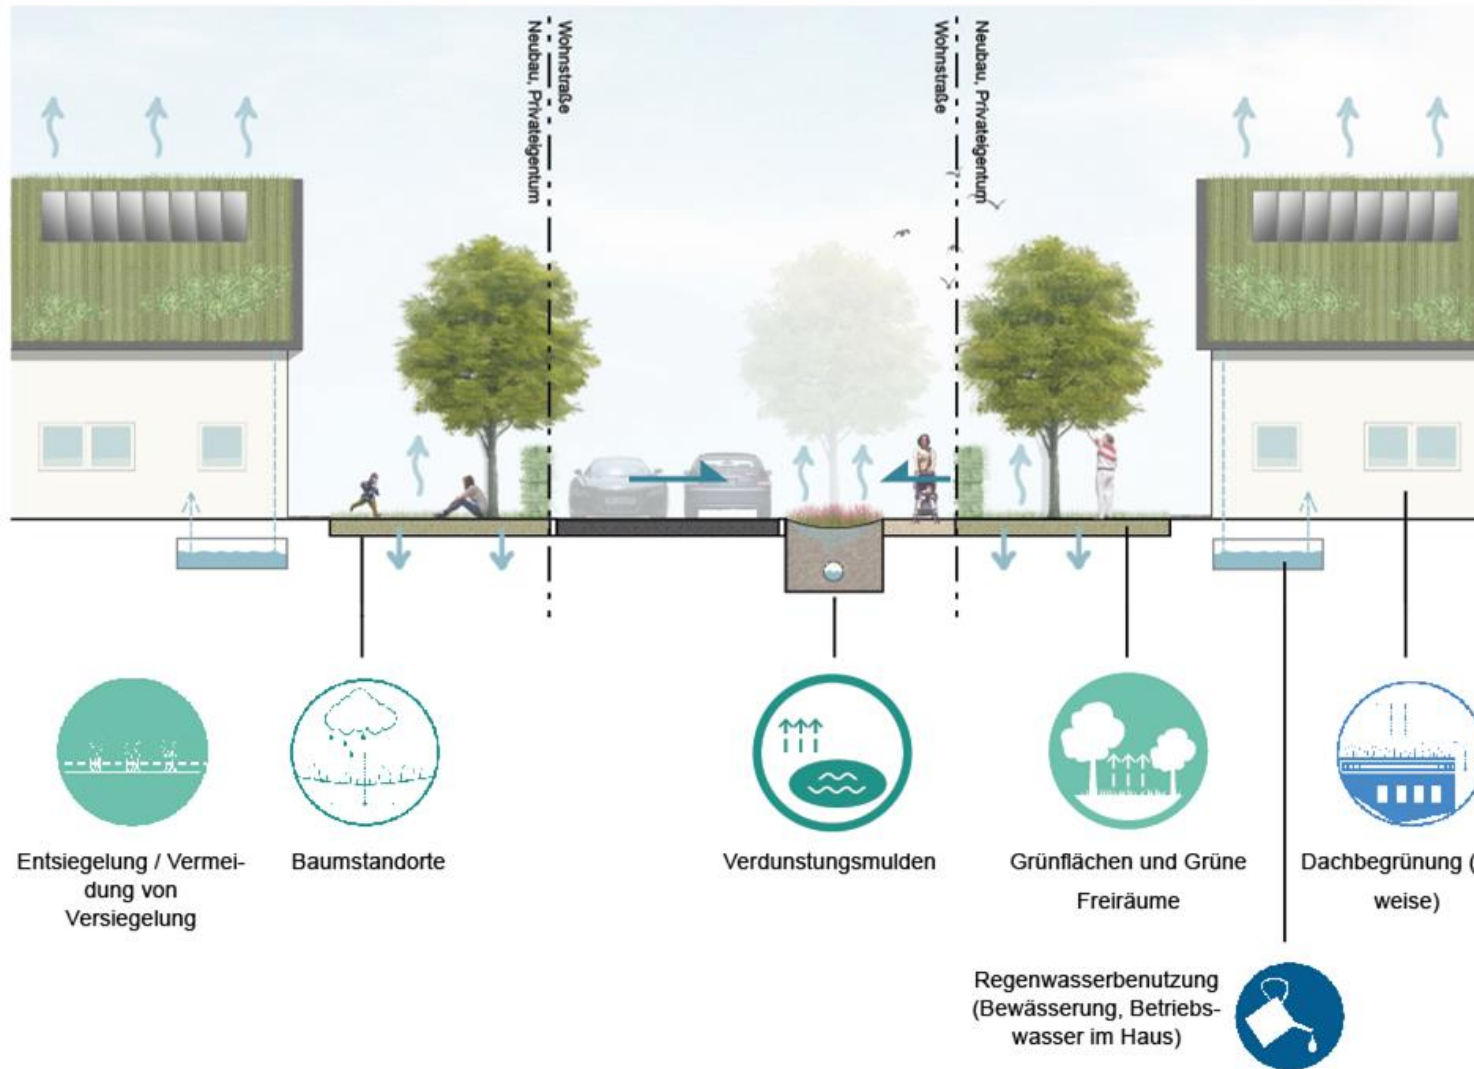 Neubau, Privateigentum
Wohnstraße
Wohnstraße
Neubau, Privateigentum
Entsiegelung / Vermei-
dung von
Versiegelung
Baumstandorte
Verdunstungsmulden
Grünflächen und Grüne
Freiräume
Dachbegrünung (
weise)
Regenwasserbenutzung
(Bewässerung, Betriebs-
wasser im Haus)